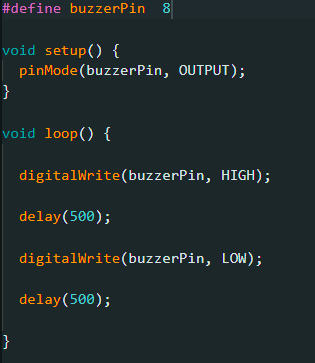 #define buzzerPin  8
void setup() {
  pinMode(buzzerPin, OUTPUT);
}
void loop() {
  digitalWrite(buzzerPin, HIGH);
  delay(500);
  digitalWrite(buzzerPin, LOW);
  delay(500);
}